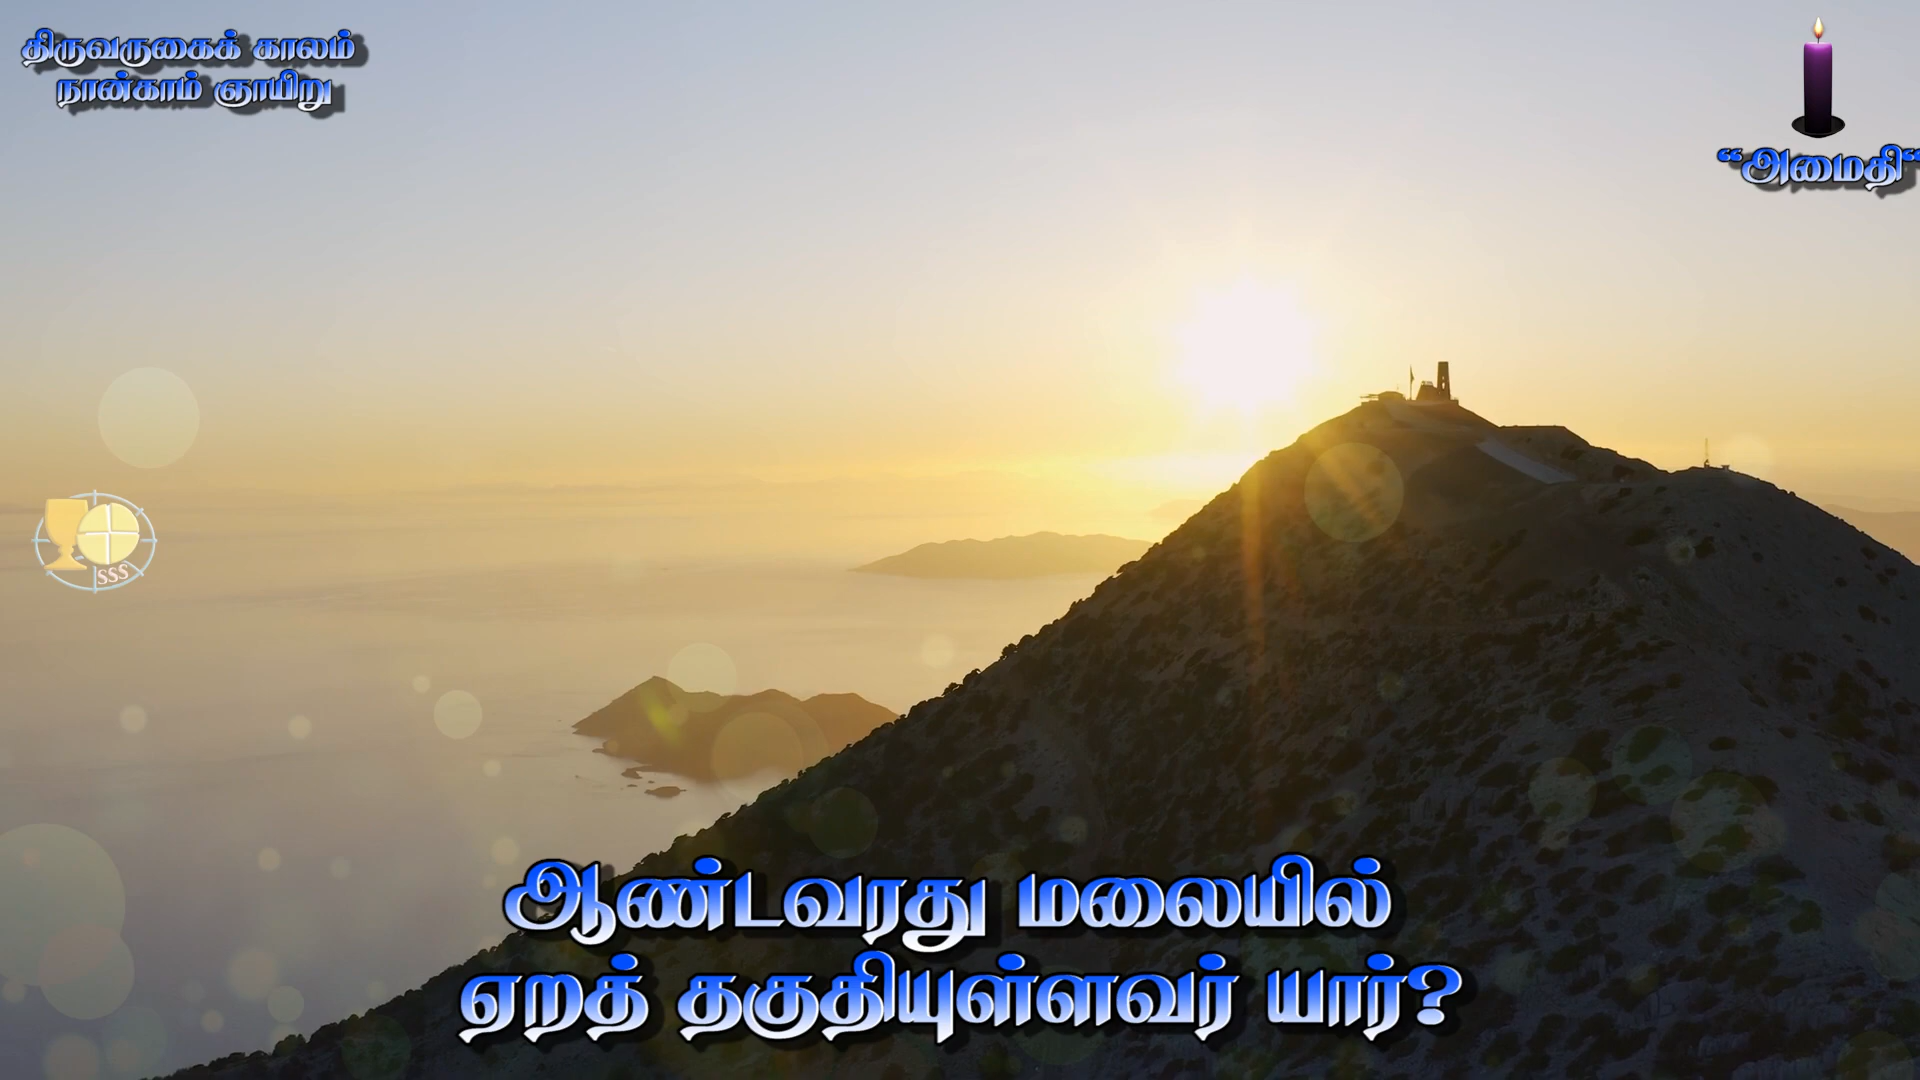 திருவருகைக் காலம்
நான்காம் ஞாயிறு
“அமைதி“
SSS
ஆண்டவரது மலையில்
ஏறத் தகுதியுள்ளவர் யார்?